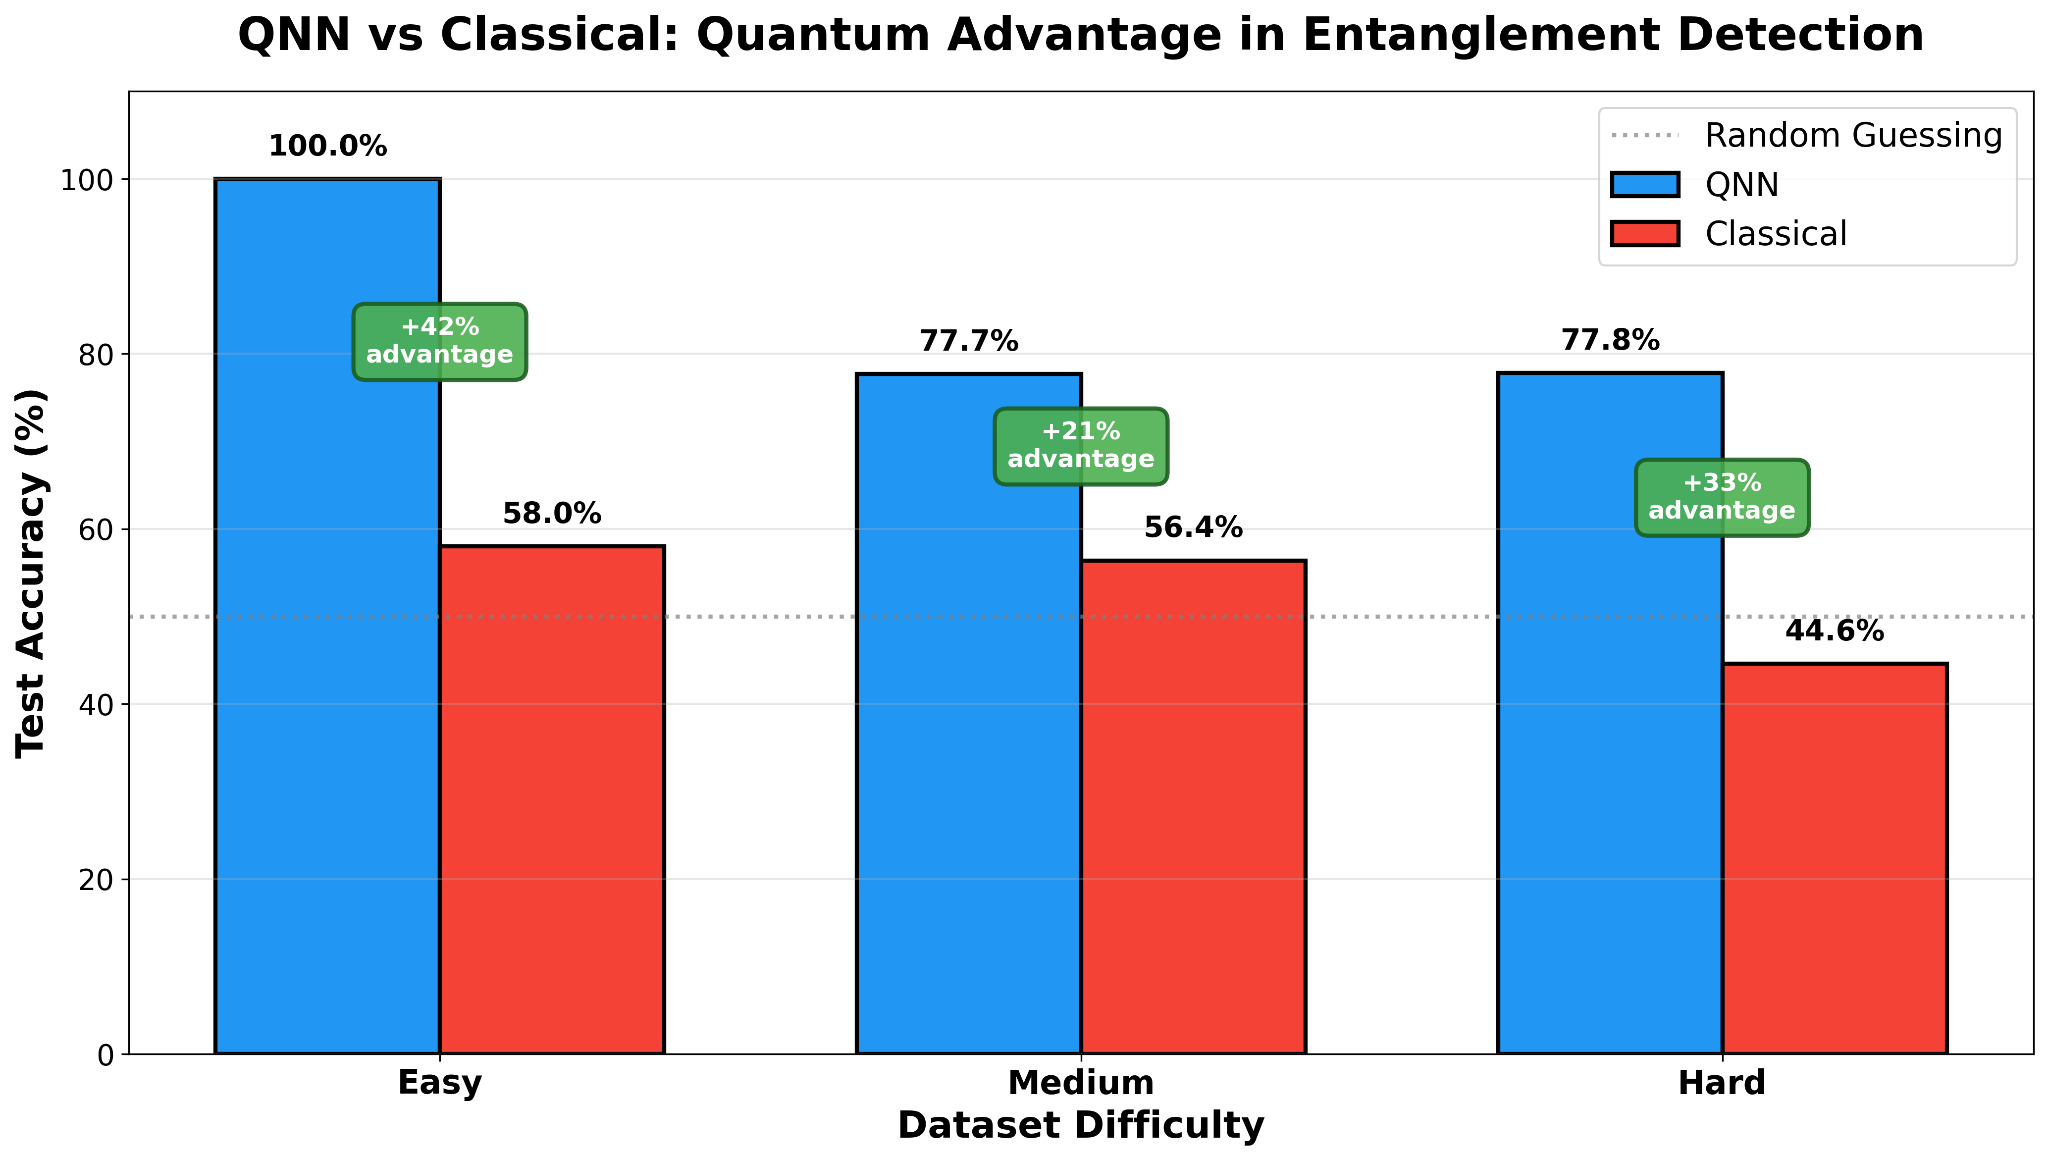 QNN vs Classical: Quantum Advantage in Entanglement Detection
Random Guessing
QNN
Classical
100.0%
58.0%
77.7%
56.4%
77.8%
44.6%
+42%
advantage
+21%
advantage
+33%
advantage
Test Accuracy (%)
100
80
60
40
20
0
Easy
Medium
Hard
Dataset Difficulty